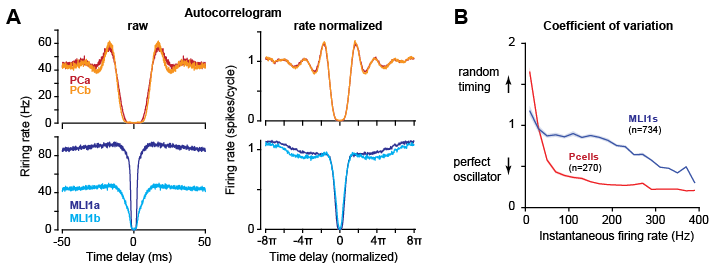 A
Autocorrelogram
raw
rate normalized
60
40
20
0
PCa
PCb
Riring rate (Hz)
80
40
0
MLI1a
MLI1b
-50
0
50
Time delay (ms)
Firing rate (spikes/cycle)
1
0
1
0
-8π
-4π
0
4π
8π
Time delay (normalized)
B
Coefficient of variation
2
1
0
random
timing
perfect
oscillator
MLI1s
(n=734)
Pcells
(n=270)
0
100
200
300
400
Instantaneous firing rate (Hz)